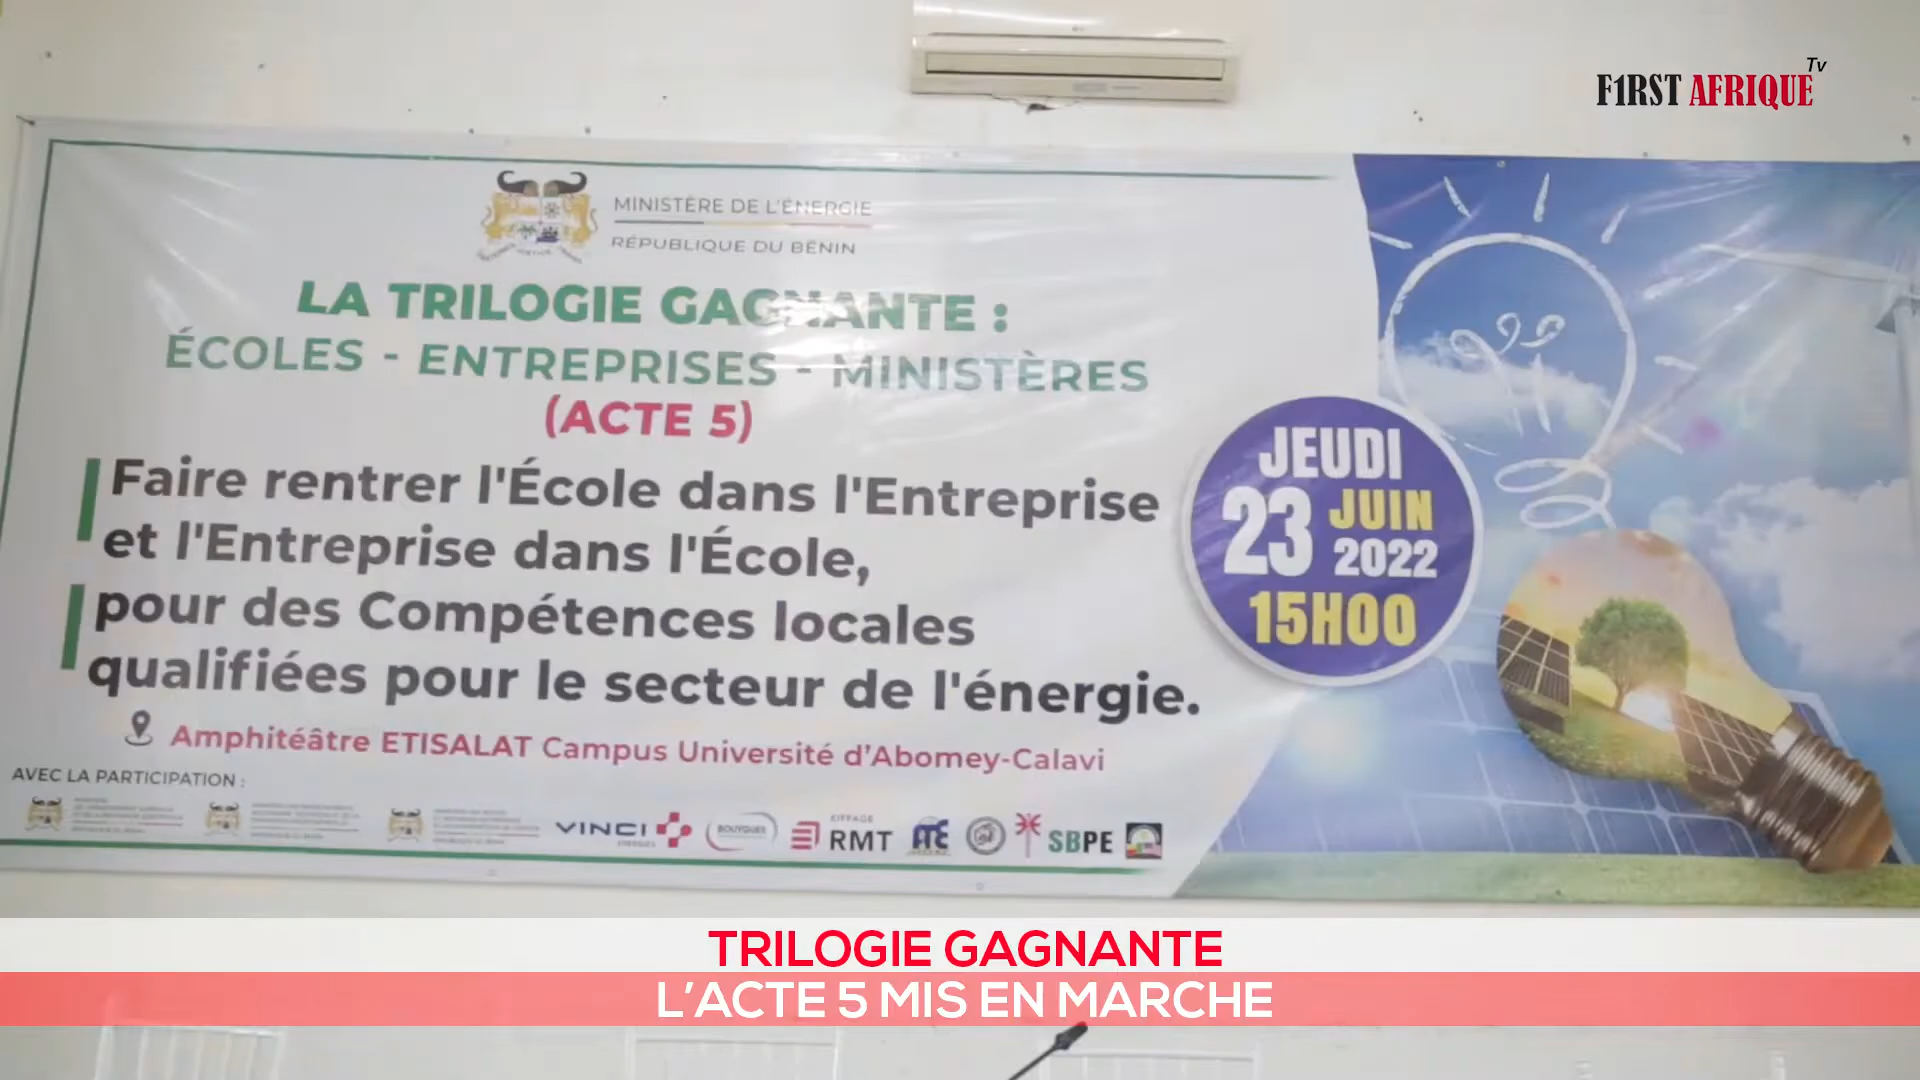 F1RST AFRIQUE Tv
MINISTÈRE DE L'ÉNERGIE
RÉPUBLIQUE DU BÉNIN
LA TRILOGIE GAGNANTE :
ÉCOLES - ENTREPRISES - MINISTÈRES
(ACTE 5)
Faire rentrer l'École dans l'Entreprise
et l'Entreprise dans l'École,
pour des Compétences locales
qualifiées pour le secteur de l'énergie.
JEUDI
23 JUIN
2022
15H00
Amphitéâtre ETISALAT Campus Université d'Abomey-Calavi
AVEC LA PARTICIPATION :
VINCI
ENERGIES
BOUYGUES
EIFFAGE
RMT
SBPE
TRILOGIE GAGNANTE
L'ACTE 5 MIS EN MARCHE